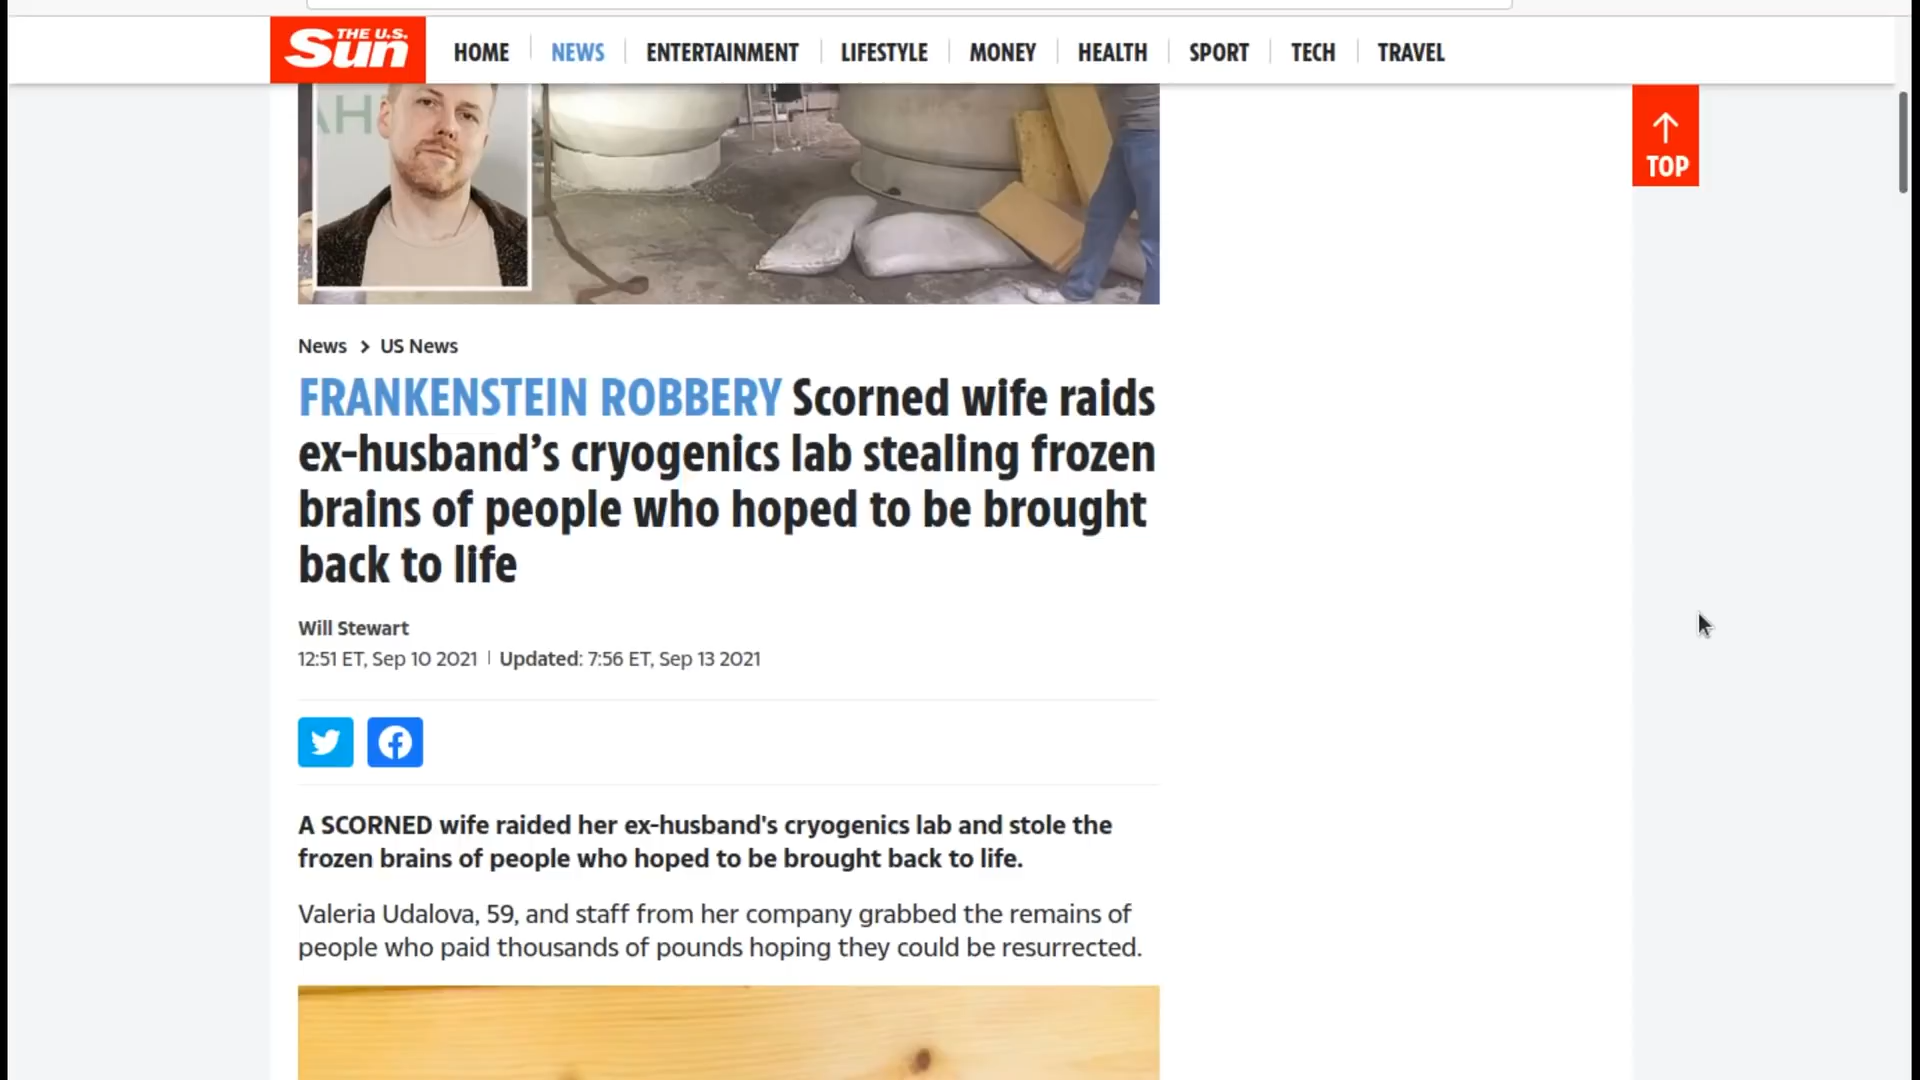 THE U.S.
Sun
HOME
NEWS
ENTERTAINMENT
LIFESTYLE
MONEY
HEALTH
SPORT
TECH
TRAVEL
AH
TOP
News > US News
FRANKENSTEIN ROBBERY Scorned wife raids
ex-husband’s cryogenics lab stealing frozen
brains of people who hoped to be brought
back to life
Will Stewart
12:51 ET, Sep 10 2021 | Updated: 7:56 ET, Sep 13 2021
A SCORNED wife raided her ex-husband's cryogenics lab and stole the
frozen brains of people who hoped to be brought back to life.
Valeria Udalova, 59, and staff from her company grabbed the remains of
people who paid thousands of pounds hoping they could be resurrected.